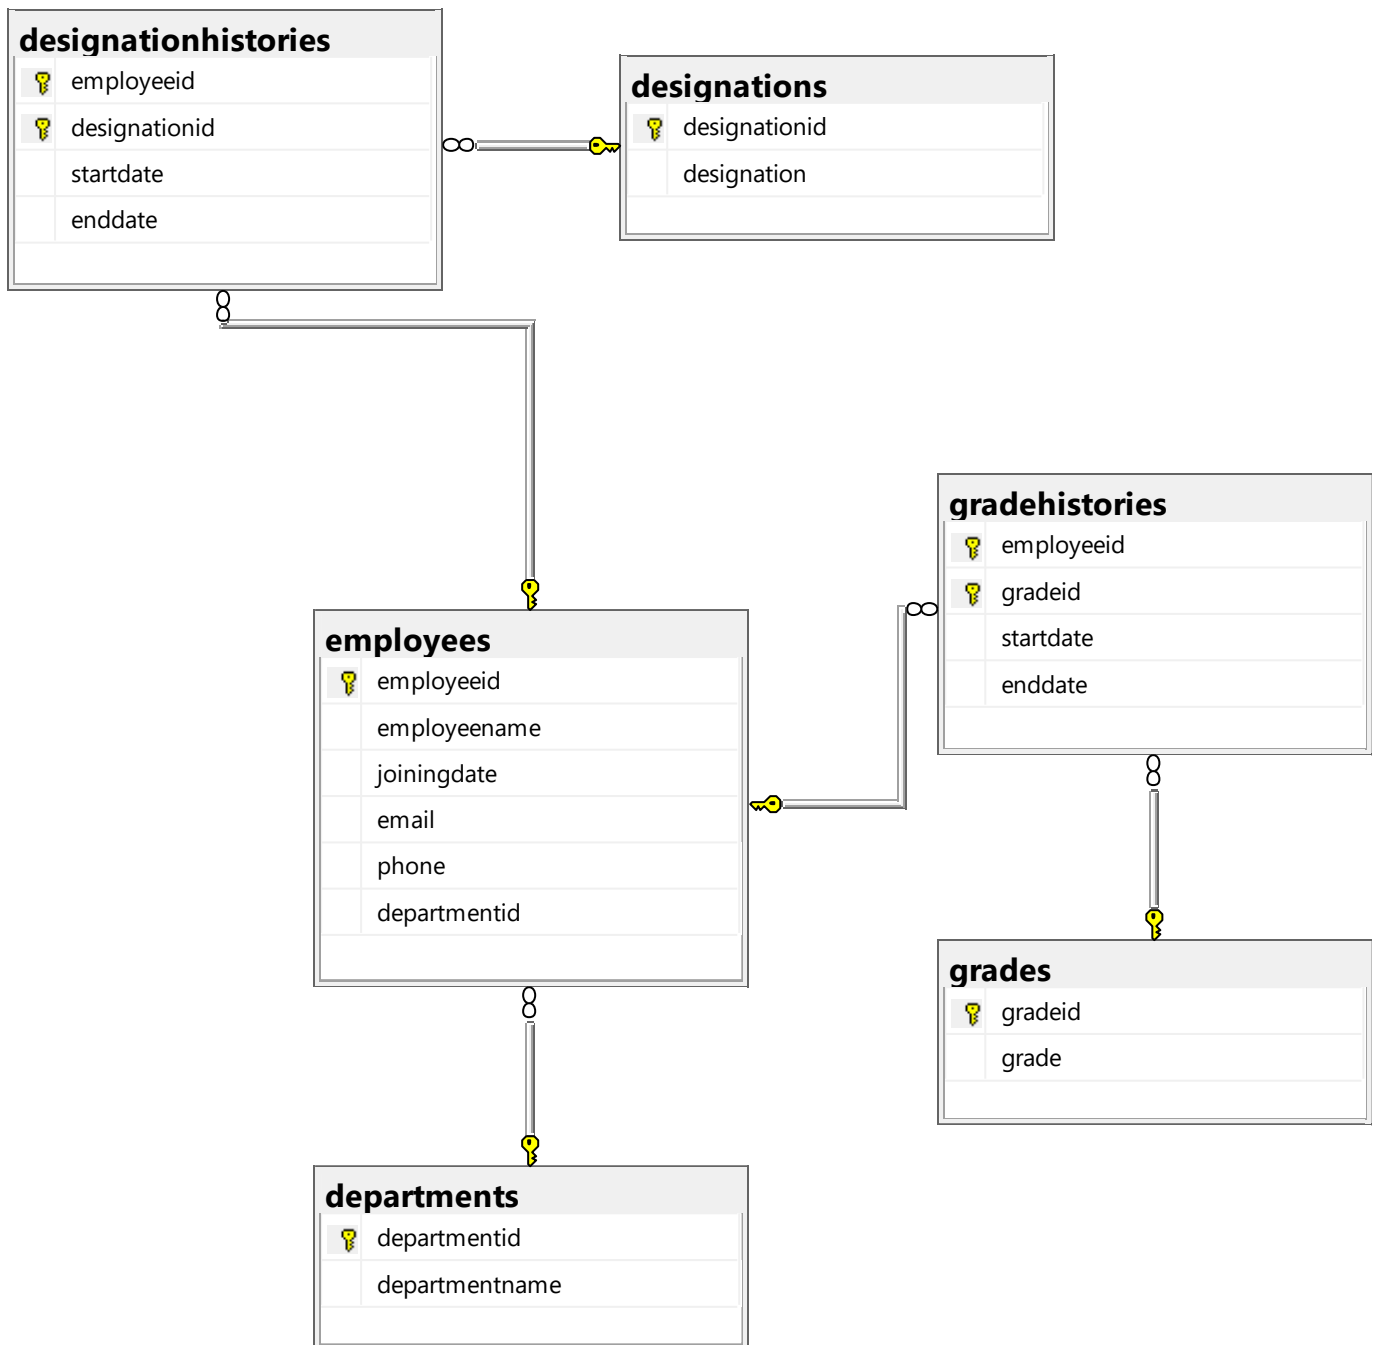 designationhistories
employeeid
designationid
startdate
enddate
designations
designationid
designation
employees
employeeid
employeename
joiningdate
email
phone
departmentid
gradehistories
employeeid
gradeid
startdate
enddate
grades
gradeid
grade
departments
departmentid
departmentname